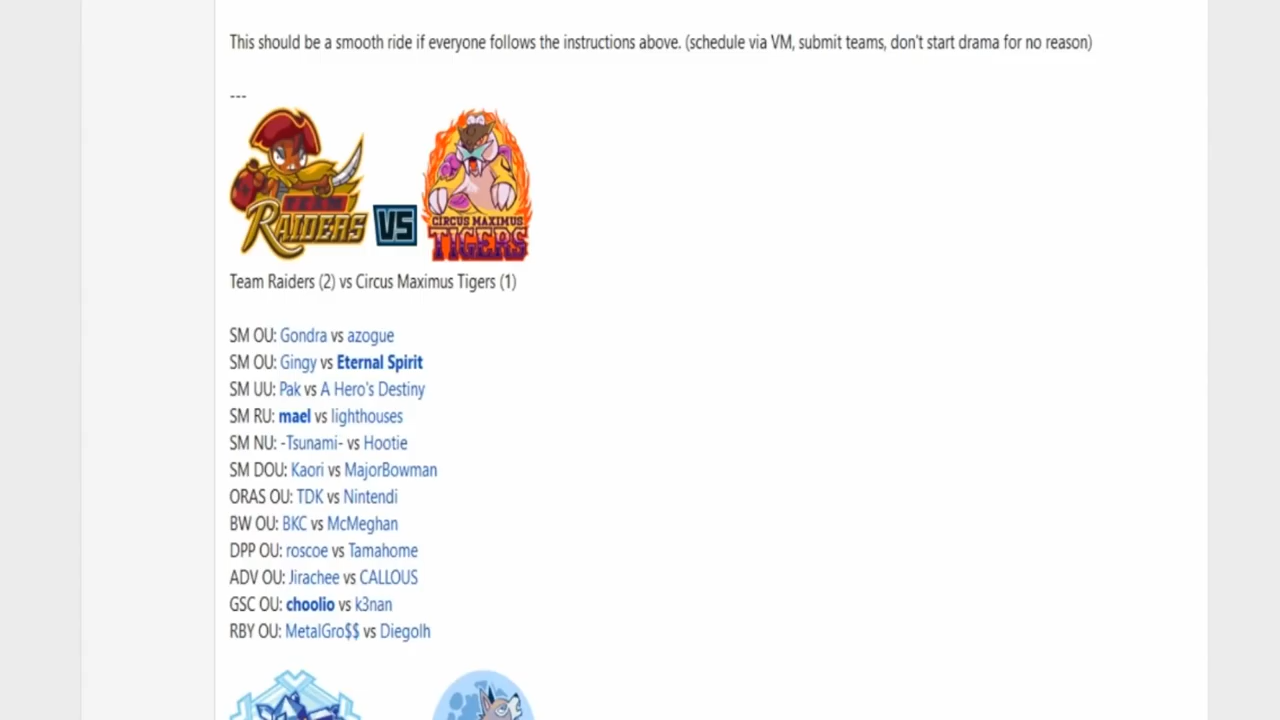 This should be a smooth ride if everyone follows the instructions above. (schedule via VM, submit teams, don't start drama for no reason)
---
TEAM
RAIDERS
VS
CIRCUS MAXIMUS
TIGERS
Team Raiders (2) vs Circus Maximus Tigers (1)
SM OU: Gondra vs azogue
SM OU: Gingy vs Eternal Spirit
SM UU: Pak vs A Hero's Destiny
SM RU: mael vs lighthouses
SM NU: -Tsunami- vs Hootie
SM DOU: Kaori vs MajorBowman
ORAS OU: TDK vs Nintendi
BW OU: BKC vs McMeghan
DPP OU: roscoe vs Tamahome
ADV OU: Jirachee vs CALLOUS
GSC OU: choolio vs k3nan
RBY OU: MetalGro$$ vs Diegolh